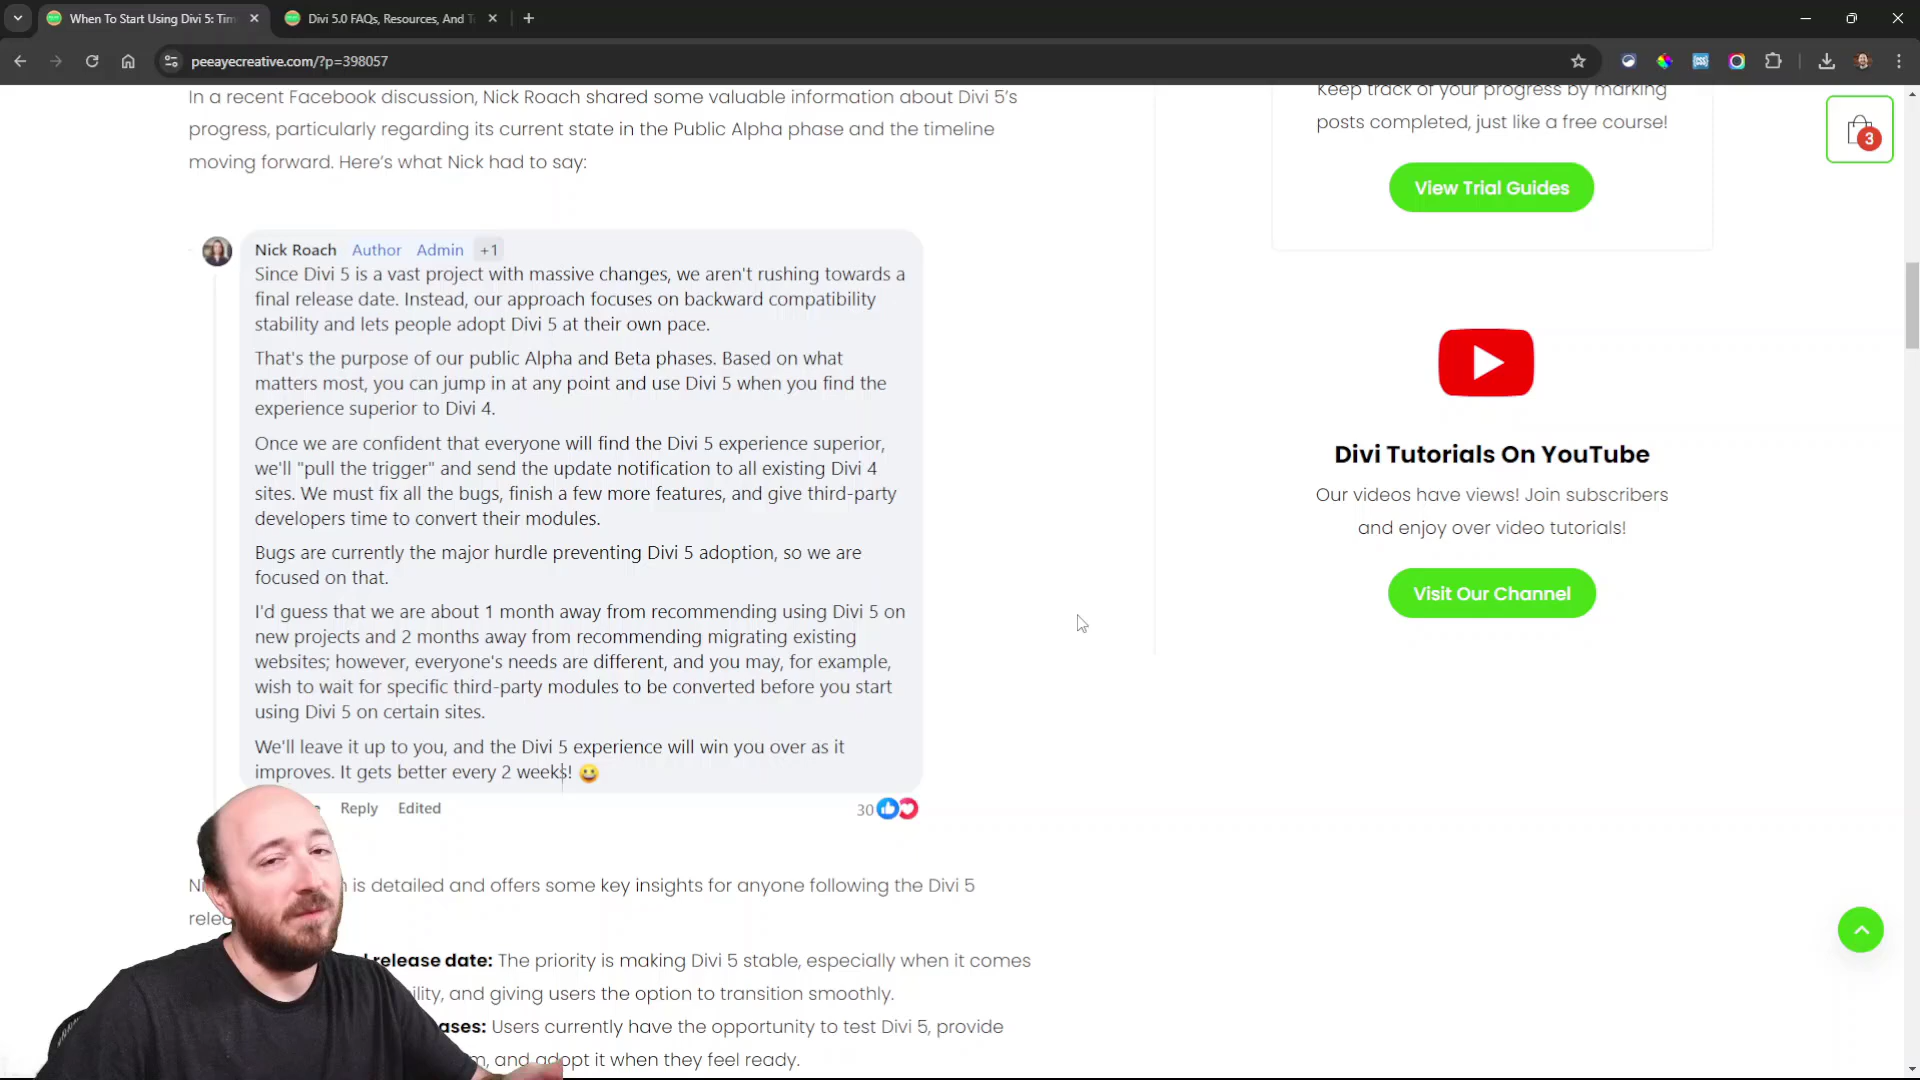 When To Start Using Divi 5: Tim
Divi 5.0 FAQs, Resources, And T
peeayecreative.com/?p=398057
In a recent Facebook discussion, Nick Roach shared some valuable information about Divi 5's
progress, particularly regarding its current state in the Public Alpha phase and the timeline
moving forward. Here's what Nick had to say:
Nick Roach Author Admin +1
Since Divi 5 is a vast project with massive changes, we aren't rushing towards a
final release date. Instead, our approach focuses on backward compatibility
stability and lets people adopt Divi 5 at their own pace.
That's the purpose of our public Alpha and Beta phases. Based on what
matters most, you can jump in at any point and use Divi 5 when you find the
experience superior to Divi 4.
Once we are confident that everyone will find the Divi 5 experience superior,
we'll "pull the trigger" and send the update notification to all existing Divi 4
sites. We must fix all the bugs, finish a few more features, and give third-party
developers time to convert their modules.
Bugs are currently the major hurdle preventing Divi 5 adoption, so we are
focused on that.
I'd guess that we are about 1 month away from recommending using Divi 5 on
new projects and 2 months away from recommending migrating existing
websites; however, everyone's needs are different, and you may, for example,
wish to wait for specific third-party modules to be converted before you start
using Divi 5 on certain sites.
We'll leave it up to you, and the Divi 5 experience will win you over as it
improves. It gets better every 2 weeks! 😀
Reply Edited
30
is detailed and offers some key insights for anyone following the Divi 5
release date: The priority is making Divi 5 stable, especially when it comes
and giving users the option to transition smoothly.
Users currently have the opportunity to test Divi 5, provide
and adopt it when they feel ready.
Keep track of your progress by marking
posts completed, just like a free course!
View Trial Guides
3
Divi Tutorials On YouTube
Our videos have views! Join subscribers
and enjoy over video tutorials!
Visit Our Channel